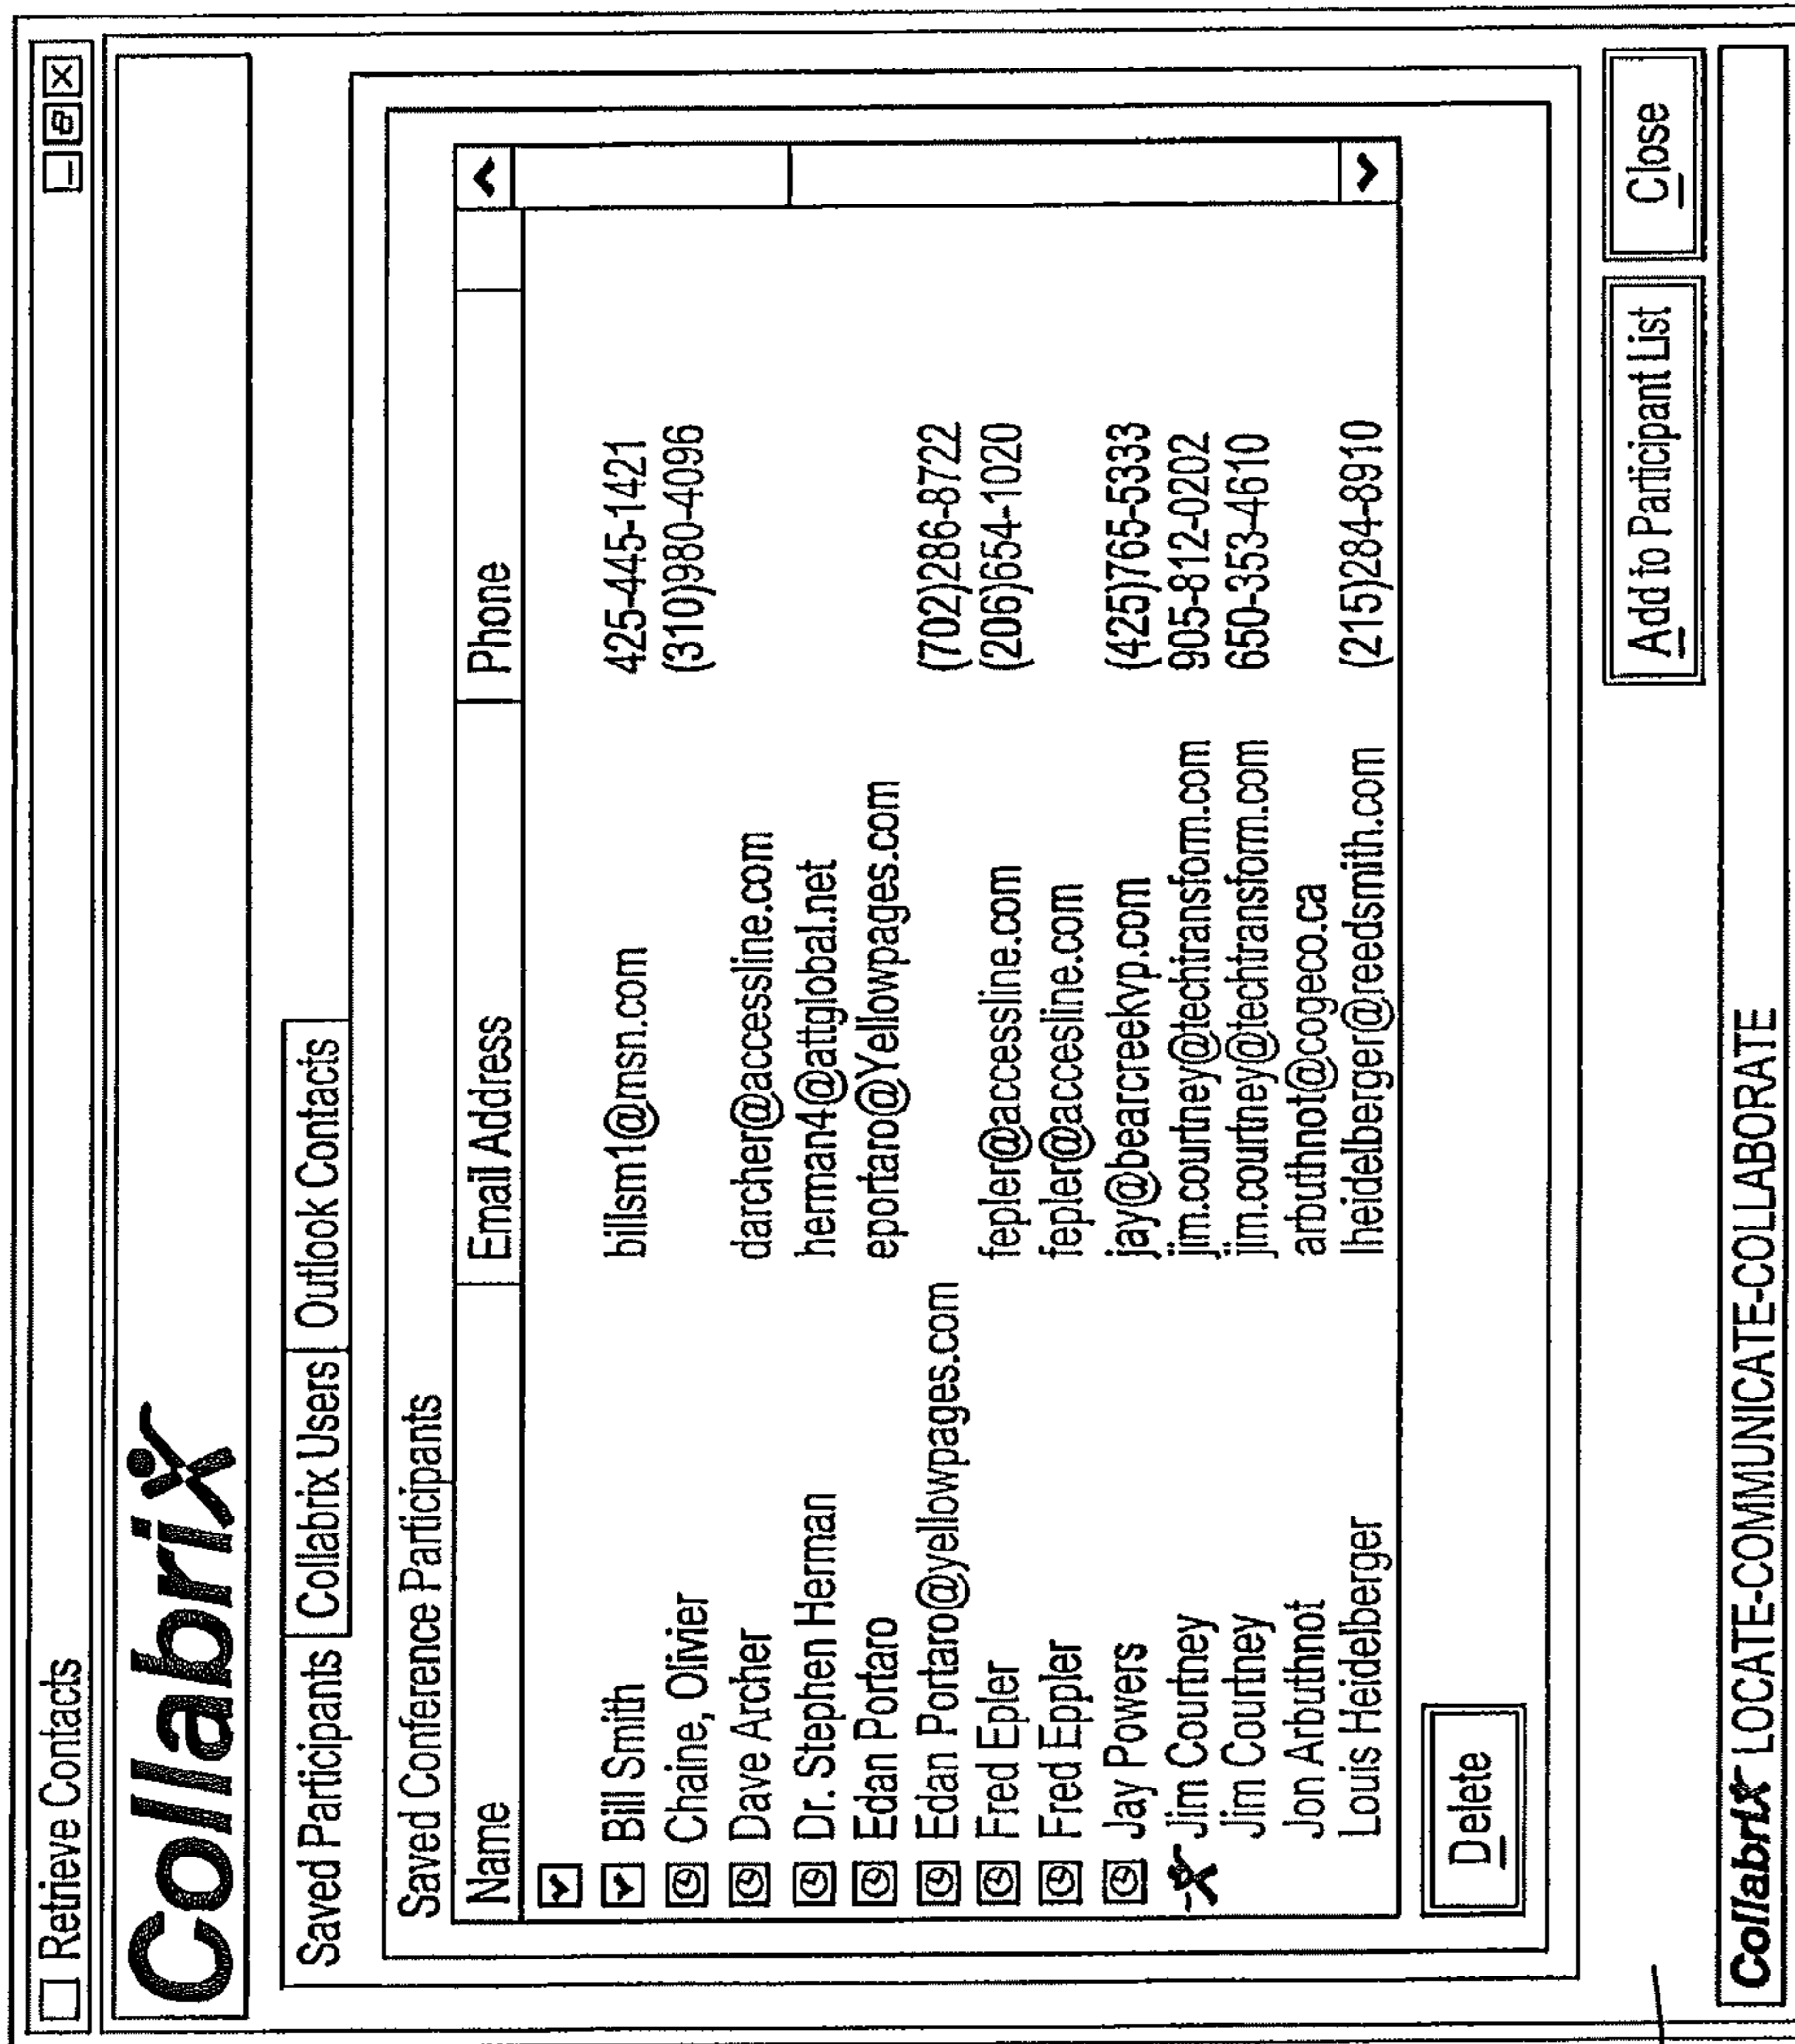 Retrieve Contacts
Collabrix
Saved Participants Collabrix Users Outlook Contacts
Saved Conference Participants
Name Email Address Phone
Bill Smith billsm1@msn.com 425-445-1421
Chaine, Olivier (310)980-4096
Dave Archer darcher@accessline.com
Dr. Stephen Herman herman4@attglobal.net
Edan Portaro eportaro@Yellowpages.com
Edan Portaro@yellowpages.com (702)286-8722
Fred Epler fepler@accessline.com (206)654-1020
Fred Eppler fepler@accesline.com
Jay Powers jay@bearcreekvp.com (425)765-5333
Jim Courtney jim.courtney@techtransform.com 905-812-0202
Jim Courtney jim.courtney@techtransform.com 650-353-4610
Jon Arbuthnot arbuthnot@cogeco.ca
Louis Heidelberger lheidelberger@reedsmith.com (215)284-8910
Delete
Add to Participant List Close
Collabrix LOCATE-COMMUNICATE-COLLABORATE